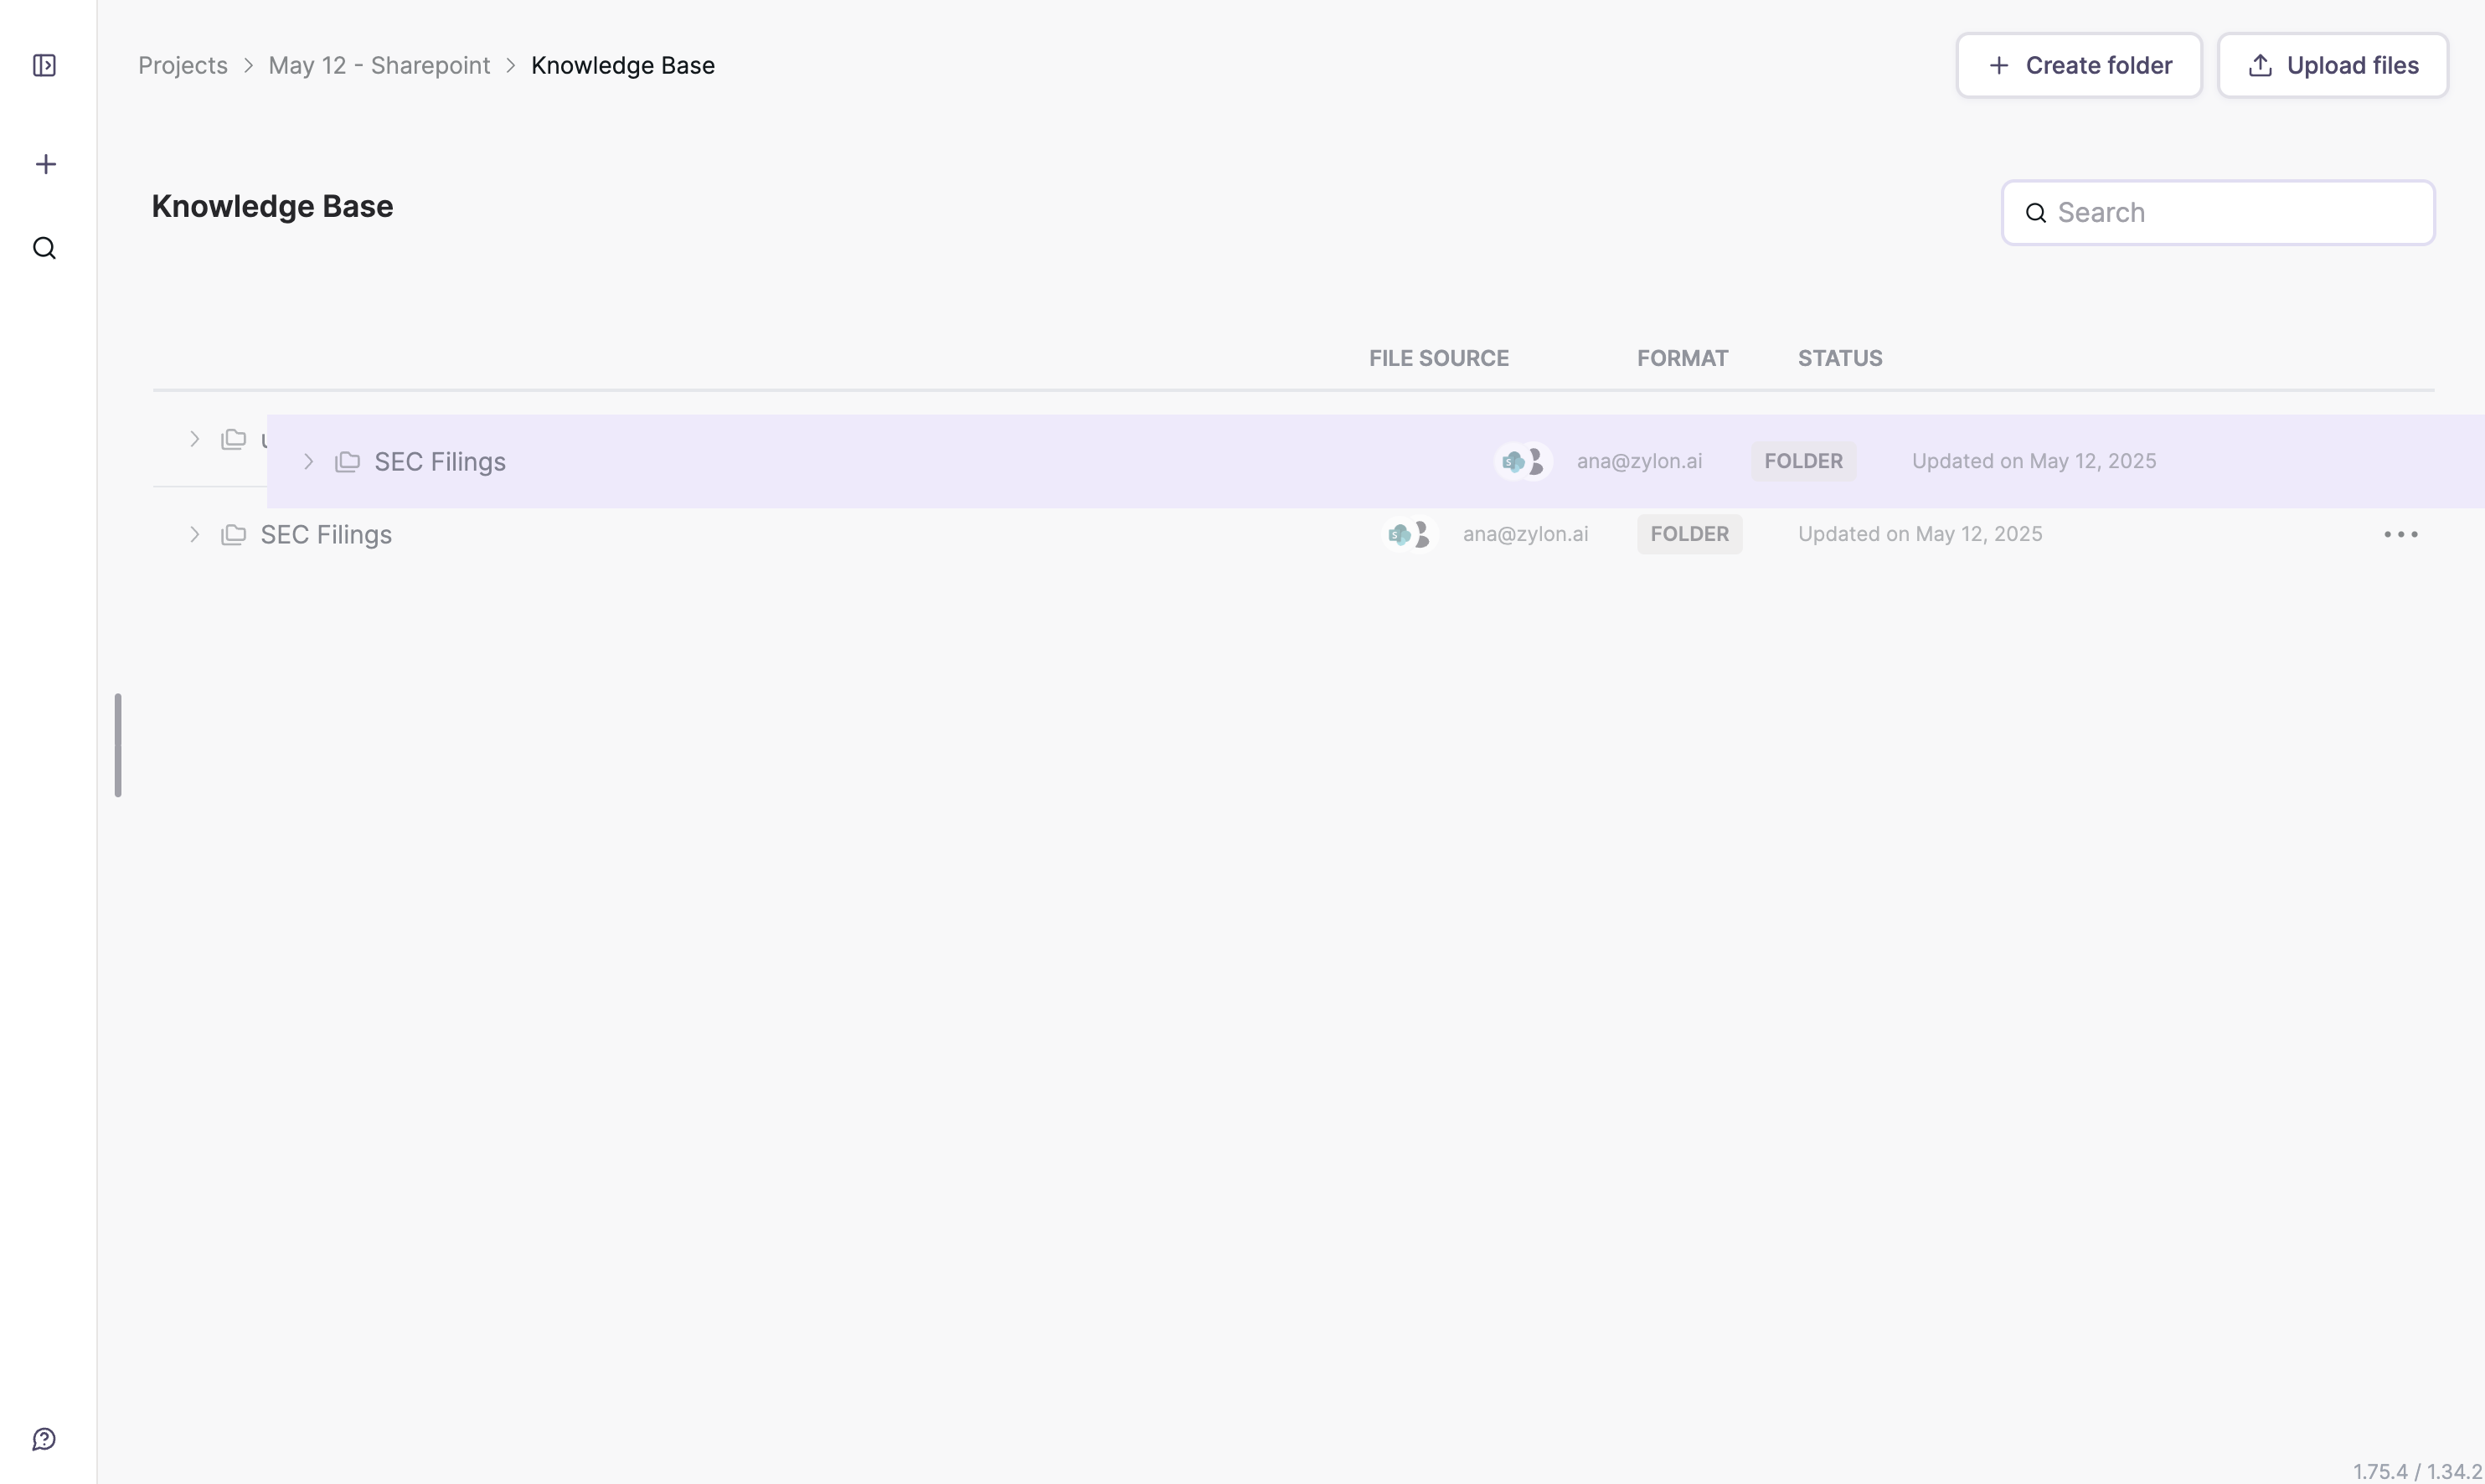 Projects > May 12 - Sharepoint > Knowledge Base
+ Create folder
Upload files
Knowledge Base
Search
FILE SOURCE FORMAT STATUS
SEC Filings ana@zylon.ai FOLDER Updated on May 12, 2025
SEC Filings ana@zylon.ai FOLDER Updated on May 12, 2025
1.75.4 / 1.34.2